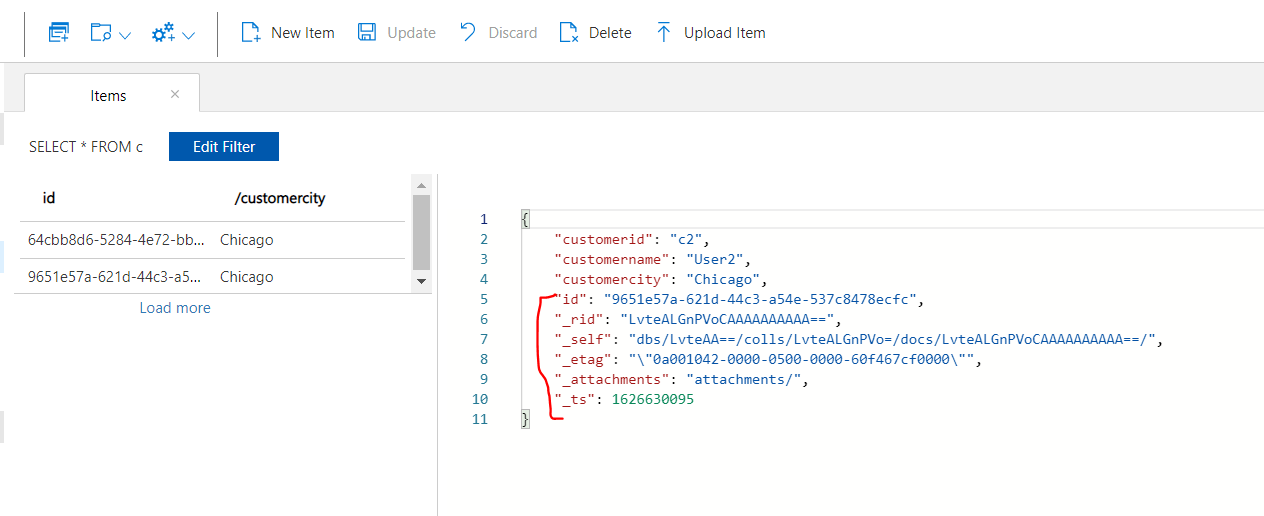 New Item Update Discard Delete Upload Item
Items
SELECT * FROM c Edit Filter
id /customercity
64cbb8d6-5284-4e72-bb... Chicago
9651e57a-621d-44c3-a5... Chicago
Load more
1 {
2 "customerid": "c2",
3 "customername": "User2",
4 "customercity": "Chicago",
5 "id": "9651e57a-621d-44c3-a54e-537c8478ecfc",
6 "_rid": "LvteALGnPVoCAAAAAAAAAA==",
7 "_self": "dbs/LvteAA==/colls/LvteALGnPVo=/docs/LvteALGnPVoCAAAAAAAAAA==/",
8 "_etag": "\"0a001042-0000-0500-0000-60f467cf0000\"",
9 "_attachments": "attachments/",
10 "_ts": 1626630095
11 }